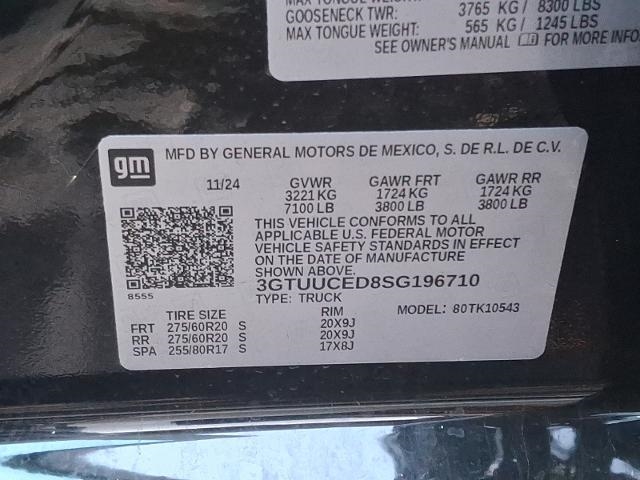 GOOSENECK TWR: 3765 KG / 8300 LBS
MAX TONGUE WEIGHT: 565 KG / 1245 LBS
SEE OWNER'S MANUAL FOR MORE INFO
gm MFD BY GENERAL MOTORS DE MEXICO, S. DE R.L. DE C.V.
11/24 GVWR GAWR FRT GAWR RR
3221 KG 1724 KG 1724 KG
7100 LB 3800 LB 3800 LB
THIS VEHICLE CONFORMS TO ALL
APPLICABLE U.S. FEDERAL MOTOR
VEHICLE SAFETY STANDARDS IN EFFECT
ON THE DATE OF MANUFACTURE
SHOWN ABOVE.
3GTUUCED8SG196710
8555
TYPE: TRUCK
MODEL: 80TK10543
TIRE SIZE RIM
FRT 275/60R20 S 20X9J
RR 275/60R20 S 20X9J
SPA 255/80R17 S 17X8J